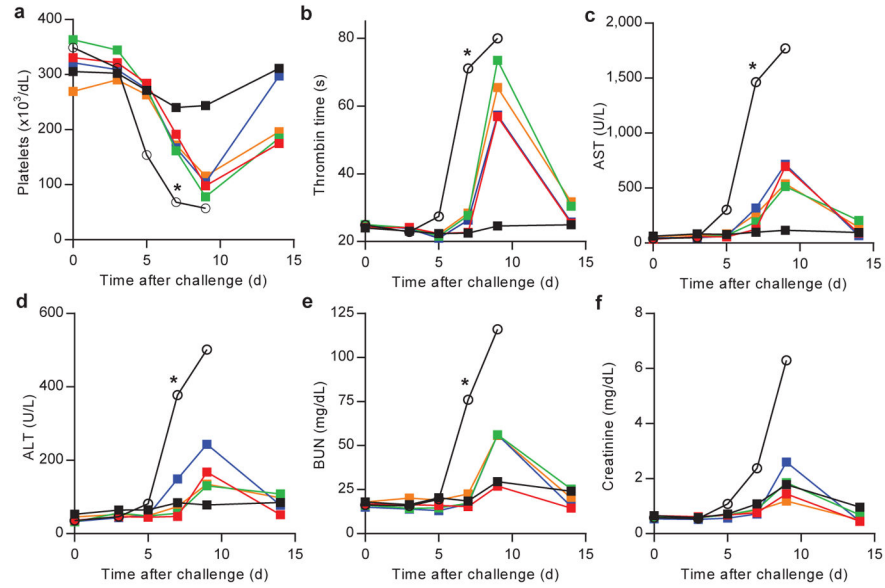 a
Platelets (x10³/dL)
400
300
200
100
0
0 5 10 15
*
Time after challenge (d)
b
Thrombin time (s)
80
60
40
20
0 5 10 15
*
Time after challenge (d)
c
AST (U/L)
2,000
1,500
1,000
500
0
0 5 10 15
*
Time after challenge (d)
d
ALT (U/L)
600
400
200
0
0 5 10 15
*
Time after challenge (d)
e
BUN (mg/dL)
125
100
75
50
25
0
0 5 10 15
*
Time after challenge (d)
f
Creatinine (mg/dL)
8
6
4
2
0
0 5 10 15
Time after challenge (d)